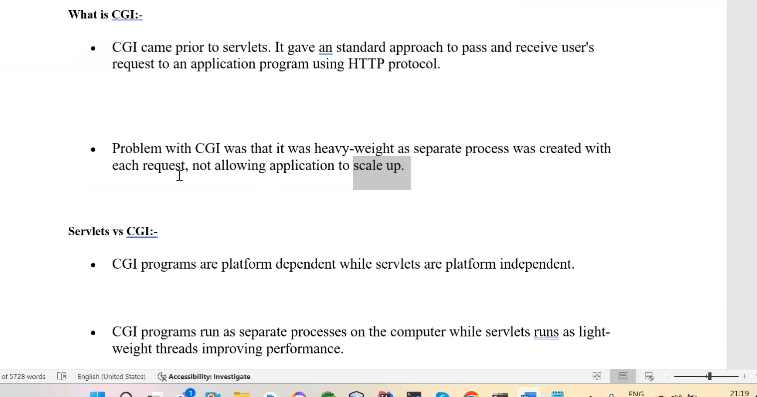 What is CGI:-
• CGI came prior to servlets. It gave an standard approach to pass and receive user's
request to an application program using HTTP protocol.
• Problem with CGI was that it was heavy-weight as separate process was created with
each request, not allowing application to scale up.
Servlets vs CGI:-
• CGI programs are platform dependent while servlets are platform independent.
• CGI programs run as separate processes on the computer while servlets runs as light-
weight threads improving performance.
of 5728 words English (United States) Accessibility: Investigate
1 ENG 21:19